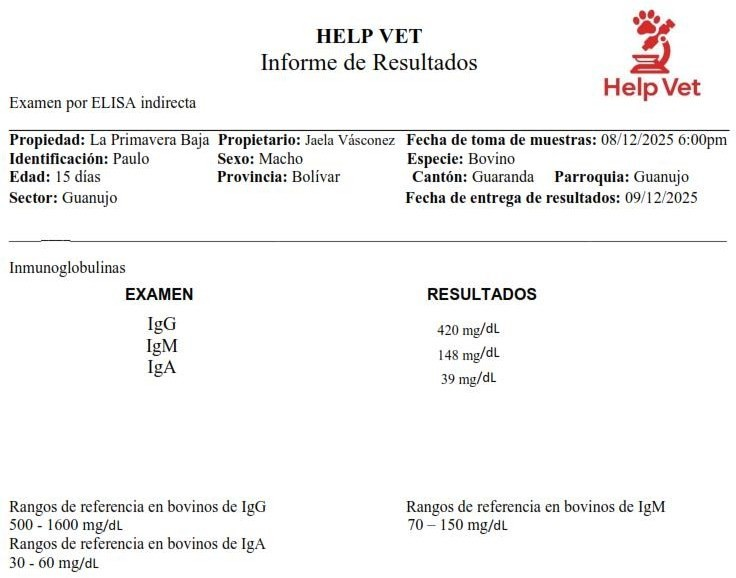 HELP VET
Informe de Resultados
Help Vet
Examen por ELISA indirecta
Propiedad: La Primavera Baja Propietario: Jaela Vásconez Fecha de toma de muestras: 08/12/2025 6:00pm
Identificación: Paulo Sexo: Macho Especie: Bovino
Edad: 15 días Provincia: Bolívar Cantón: Guaranda Parroquia: Guanujo
Sector: Guanujo Fecha de entrega de resultados: 09/12/2025
Inmunoglobulinas
EXAMEN RESULTADOS
IgG 420 mg/dL
IgM 148 mg/dL
IgA 39 mg/dL
Rangos de referencia en bovinos de IgG Rangos de referencia en bovinos de IgM
500 - 1600 mg/dL 70 – 150 mg/dL
Rangos de referencia en bovinos de IgA
30 - 60 mg/dL